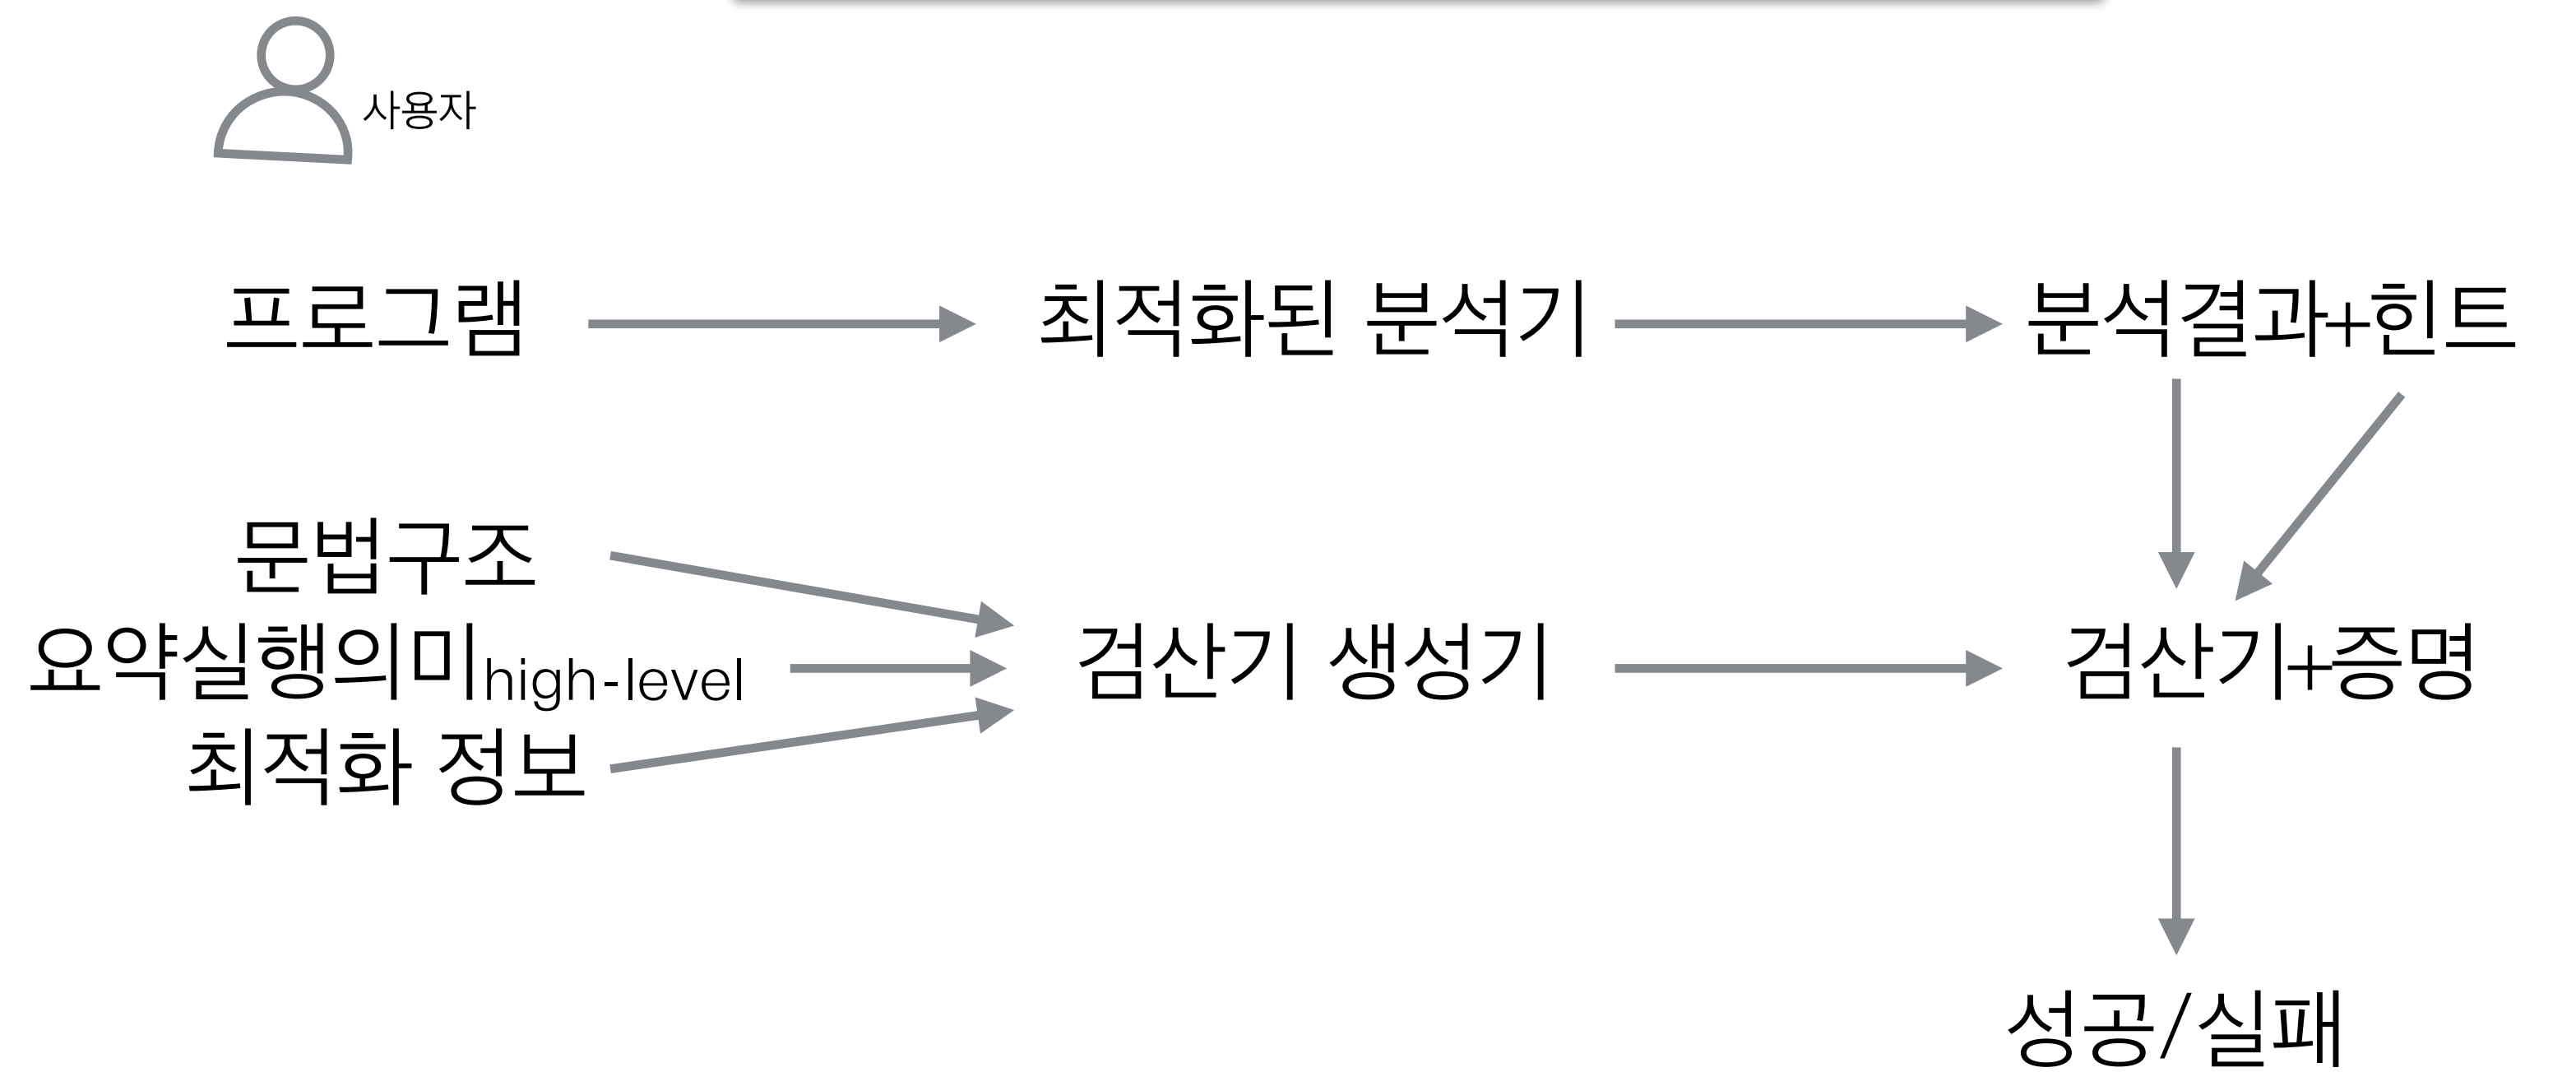 사용자
프로그램
최적화된 분석기
분석결과+힌트
문법구조
요약실행의미high-level
최적화 정보
검산기 생성기
검산기+증명
성공/실패